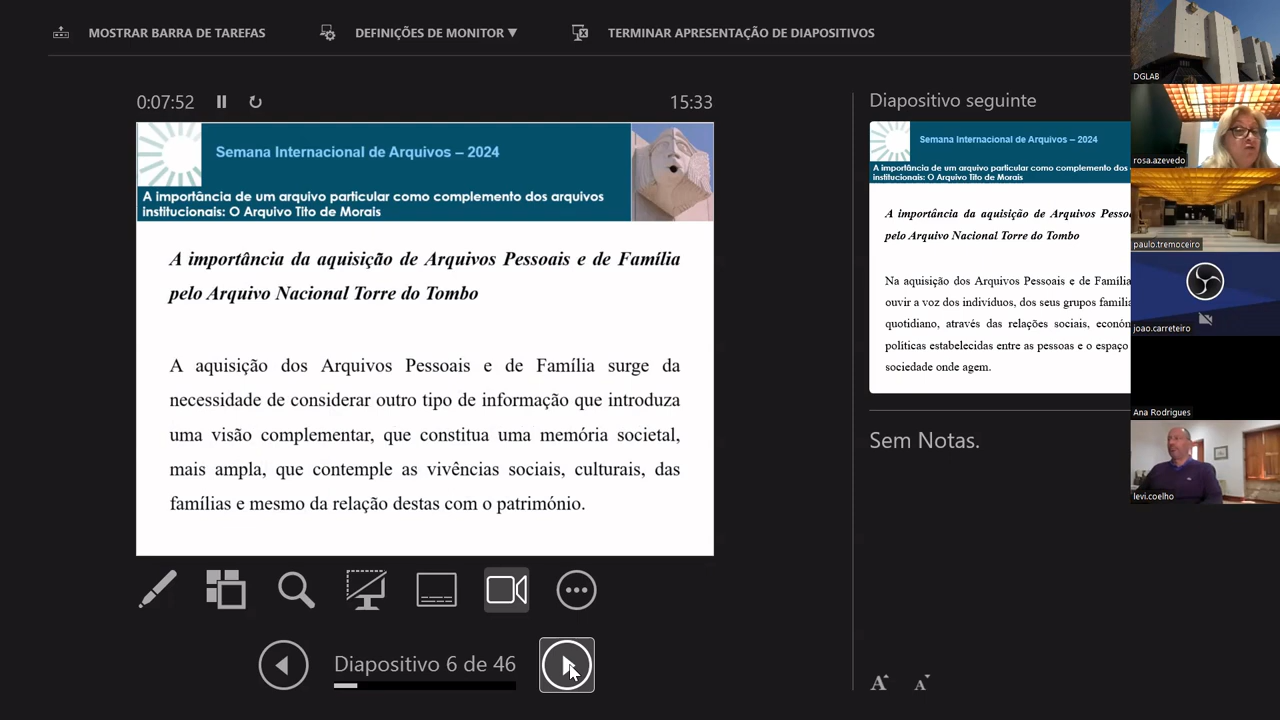 MOSTRAR BARRA DE TAREFAS
DEFINIÇÕES DE MONITOR ▼
TERMINAR APRESENTAÇÃO DE DIAPOSITIVOS
0:07:52
15:33
Semana Internacional de Arquivos – 2024
A importância de um arquivo particular como complemento dos arquivos
institucionais: O Arquivo Tito de Morais
A importância da aquisição de Arquivos Pessoais e de Família
pelo Arquivo Nacional Torre do Tombo
A aquisição dos Arquivos Pessoais e de Família surge da
necessidade de considerar outro tipo de informação que introduza
uma visão complementar, que constitua uma memória societal,
mais ampla, que contemple as vivências sociais, culturais, das
famílias e mesmo da relação destas com o património.
Diapositivo 6 de 46
Diapositivo seguinte
Semana Internacional de Arquivos – 2024
A importância de um arquivo particular como complemento dos arquivos
institucionais: O Arquivo Tito de Morais
A importância da aquisição de Arquivos Pesso
pelo Arquivo Nacional Torre do Tombo
Na aquisição dos Arquivos Pessoais e de Família
ouvir a voz dos indivíduos, dos seus grupos família
quotidiano, através das relações sociais, econó
políticas estabelecidas entre as pessoas e o espaço
sociedade onde agem.
Sem Notas.
A A
DGLAB
rosa.azevedo
paulo.tremoceiro
joao.carreteiro
Ana Rodrigues
levi.coelho